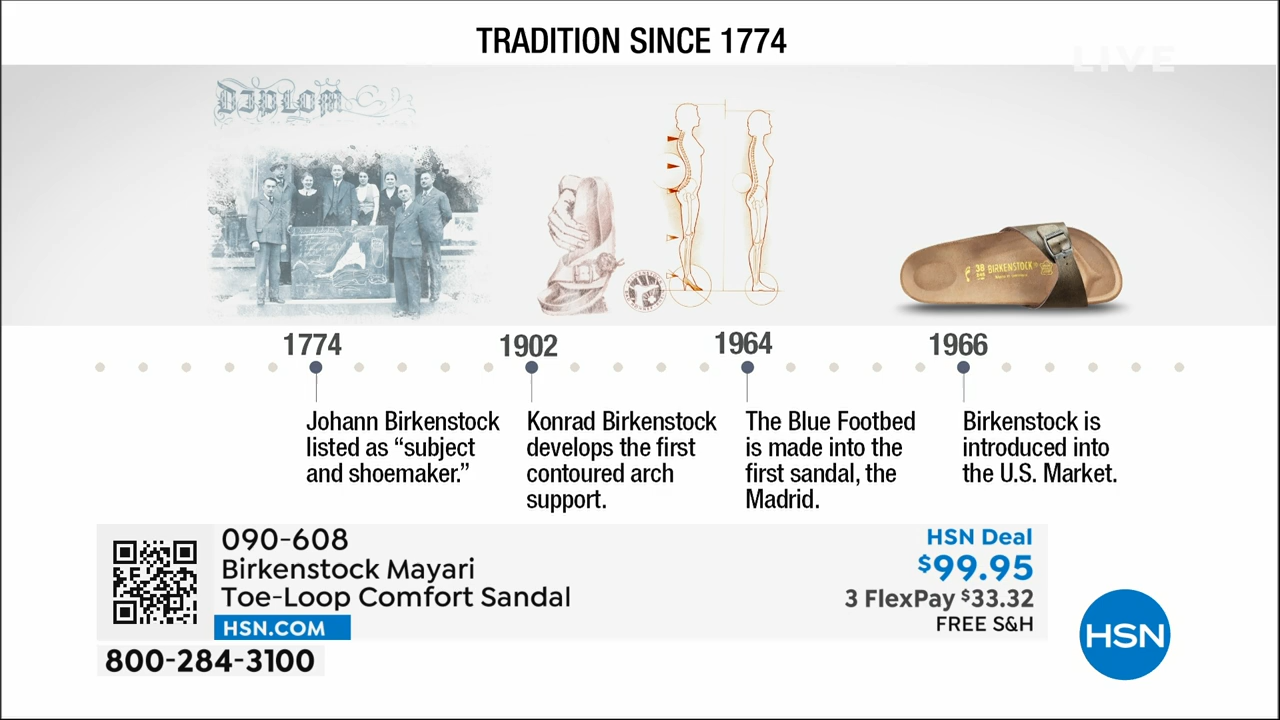 TRADITION SINCE 1774
LIVE
Diplom
1774
Johann Birkenstock
listed as “subject
and shoemaker.”
1902
Konrad Birkenstock
develops the first
contoured arch
support.
1964
The Blue Footbed
is made into the
first sandal, the
Madrid.
38
BIRKENSTOCK
1966
Birkenstock is
introduced into
the U.S. Market.
090-608
Birkenstock Mayari
Toe-Loop Comfort Sandal
HSN.COM
800-284-3100
HSN Deal
$99.95
3 FlexPay $33.32
FREE S&H
HSN